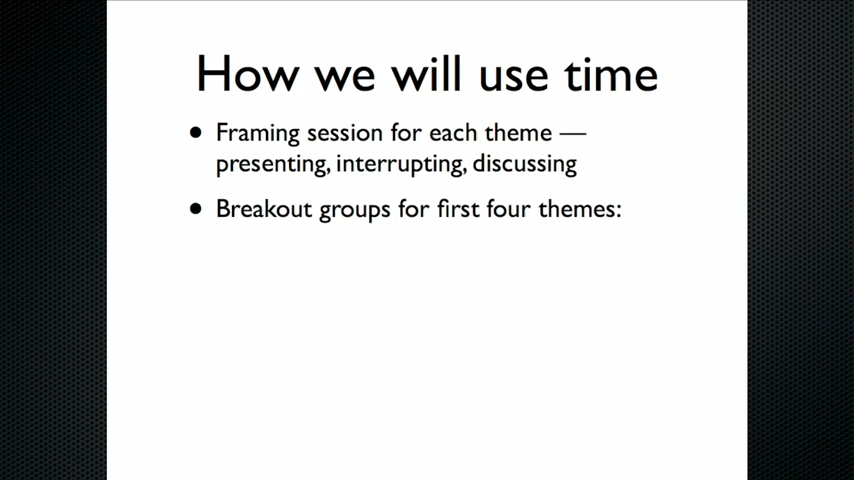 How we will use time
• Framing session for each theme —
presenting, interrupting, discussing
• Breakout groups for first four themes: